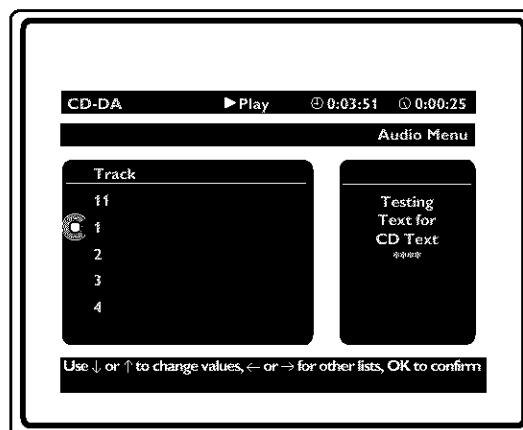 CD-DA ▶Play 0:03:51 0:00:25
Audio Menu
Track
11
1
2
3
4
Testing
Text for
CD Text
****
Use ↓ or ↑ to change values, ← or → for other lists, OK to confirm